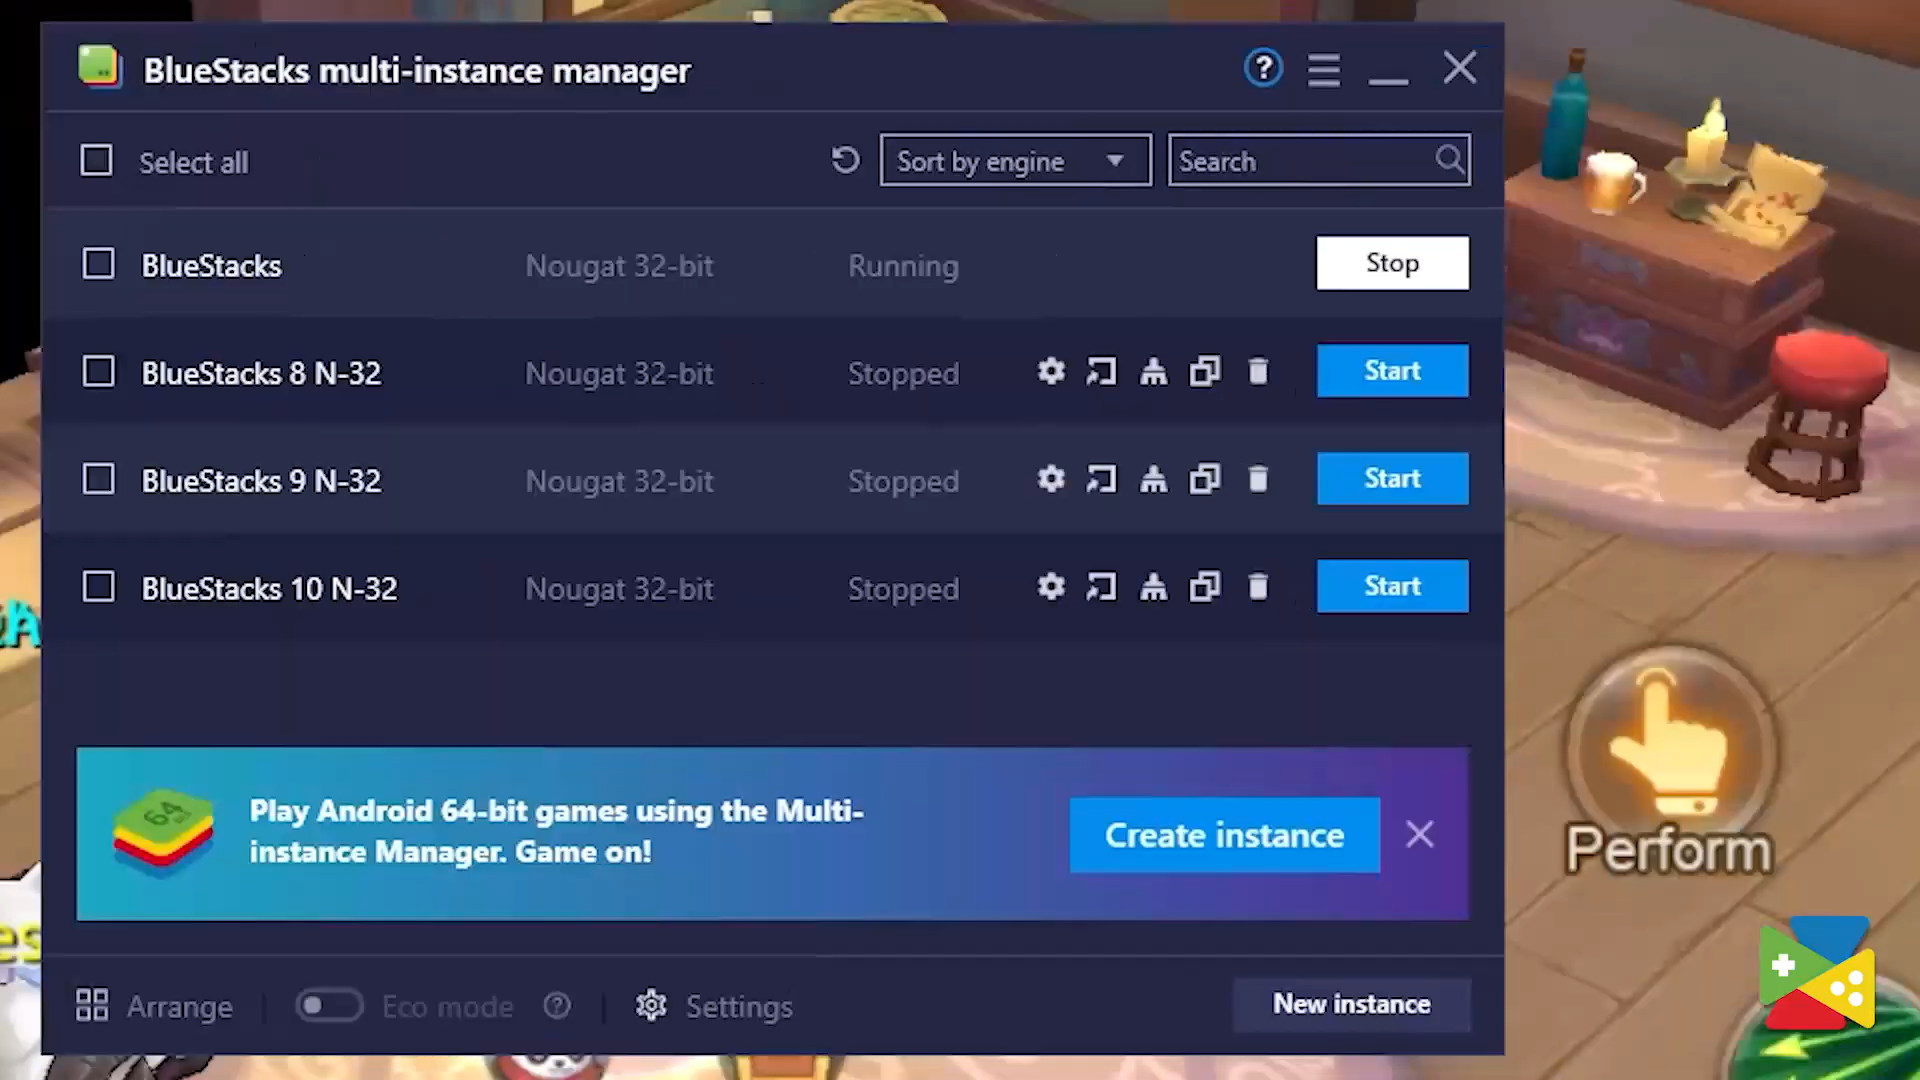 BlueStacks multi-instance manager
?
Select all
Sort by engine
Search
BlueStacks Nougat 32-bit Running Stop
BlueStacks 8 N-32 Nougat 32-bit Stopped Start
BlueStacks 9 N-32 Nougat 32-bit Stopped Start
BlueStacks 10 N-32 Nougat 32-bit Stopped Start
64
Play Android 64-bit games using the Multi-
instance Manager. Game on!
Create instance
Perform
Arrange
Eco mode
?
Settings
New instance